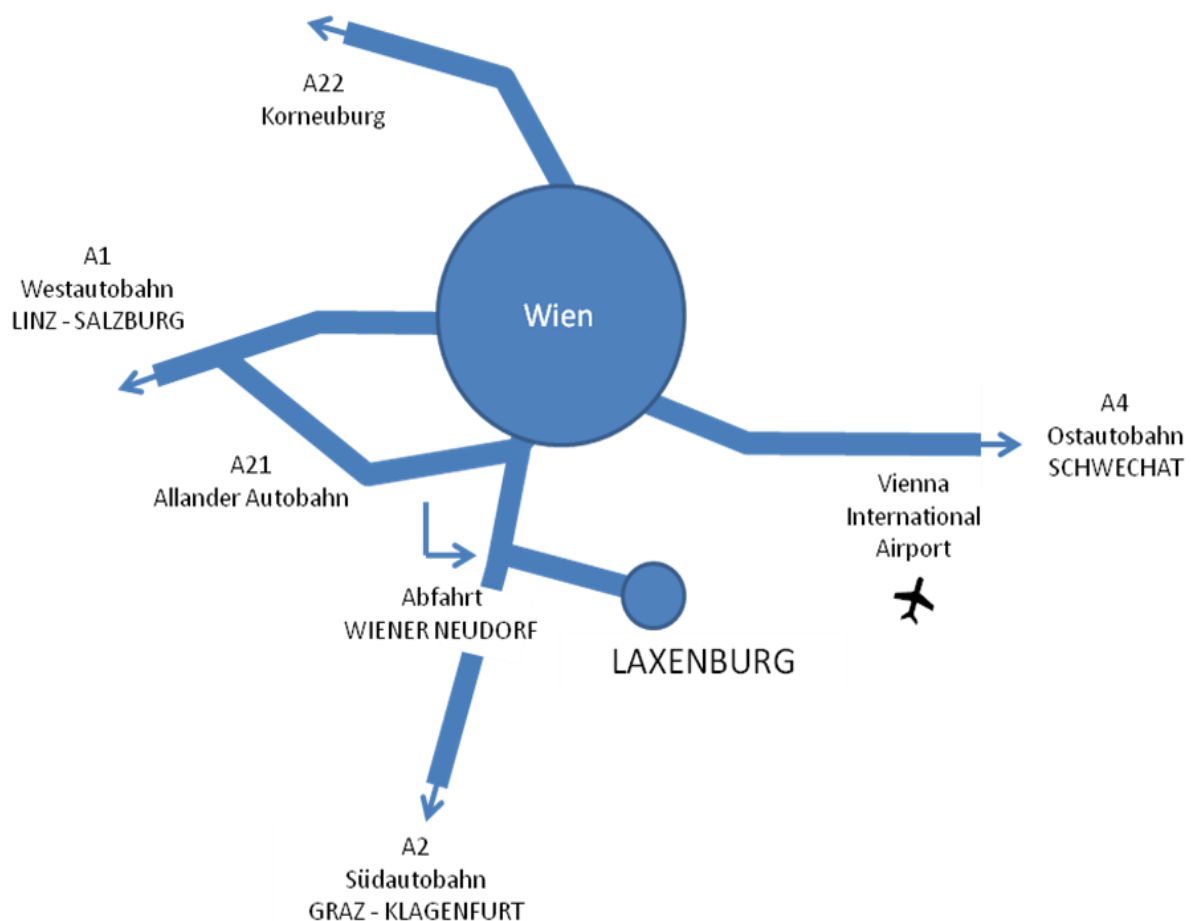 A22
Korneuburg
A1
Westautobahn
LINZ - SALZBURG
Wien
A4
Ostautobahn
SCHWECHAT
A21
Allander Autobahn
Vienna
International
Airport
Abfahrt
WIENER NEUDORF
LAXENBURG
A2
Südautobahn
GRAZ - KLAGENFURT